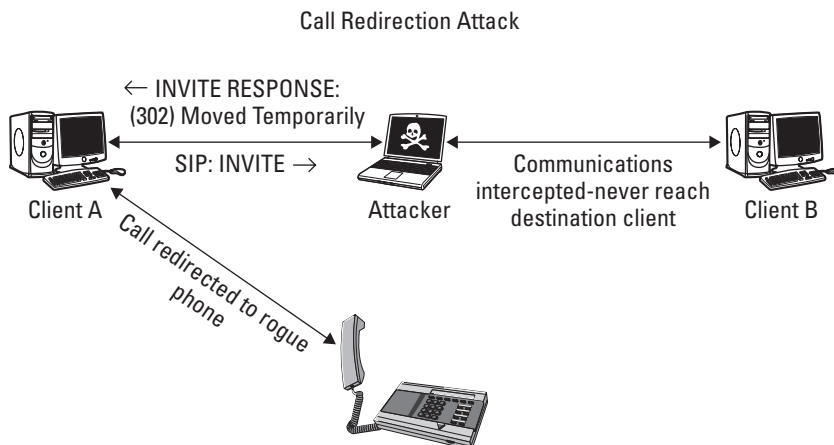 Call Redirection Attack
← INVITE RESPONSE:
(302) Moved Temporarily
SIP: INVITE →
Communications
intercepted-never reach
destination client
Client A
Attacker
Client B
Call redirected to rogue
phone